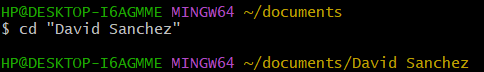 HP@DESKTOP-I6AGMME MINGW64 ~/documents
$ cd "David Sanchez"
HP@DESKTOP-I6AGMME MINGW64 ~/documents/David Sanchez